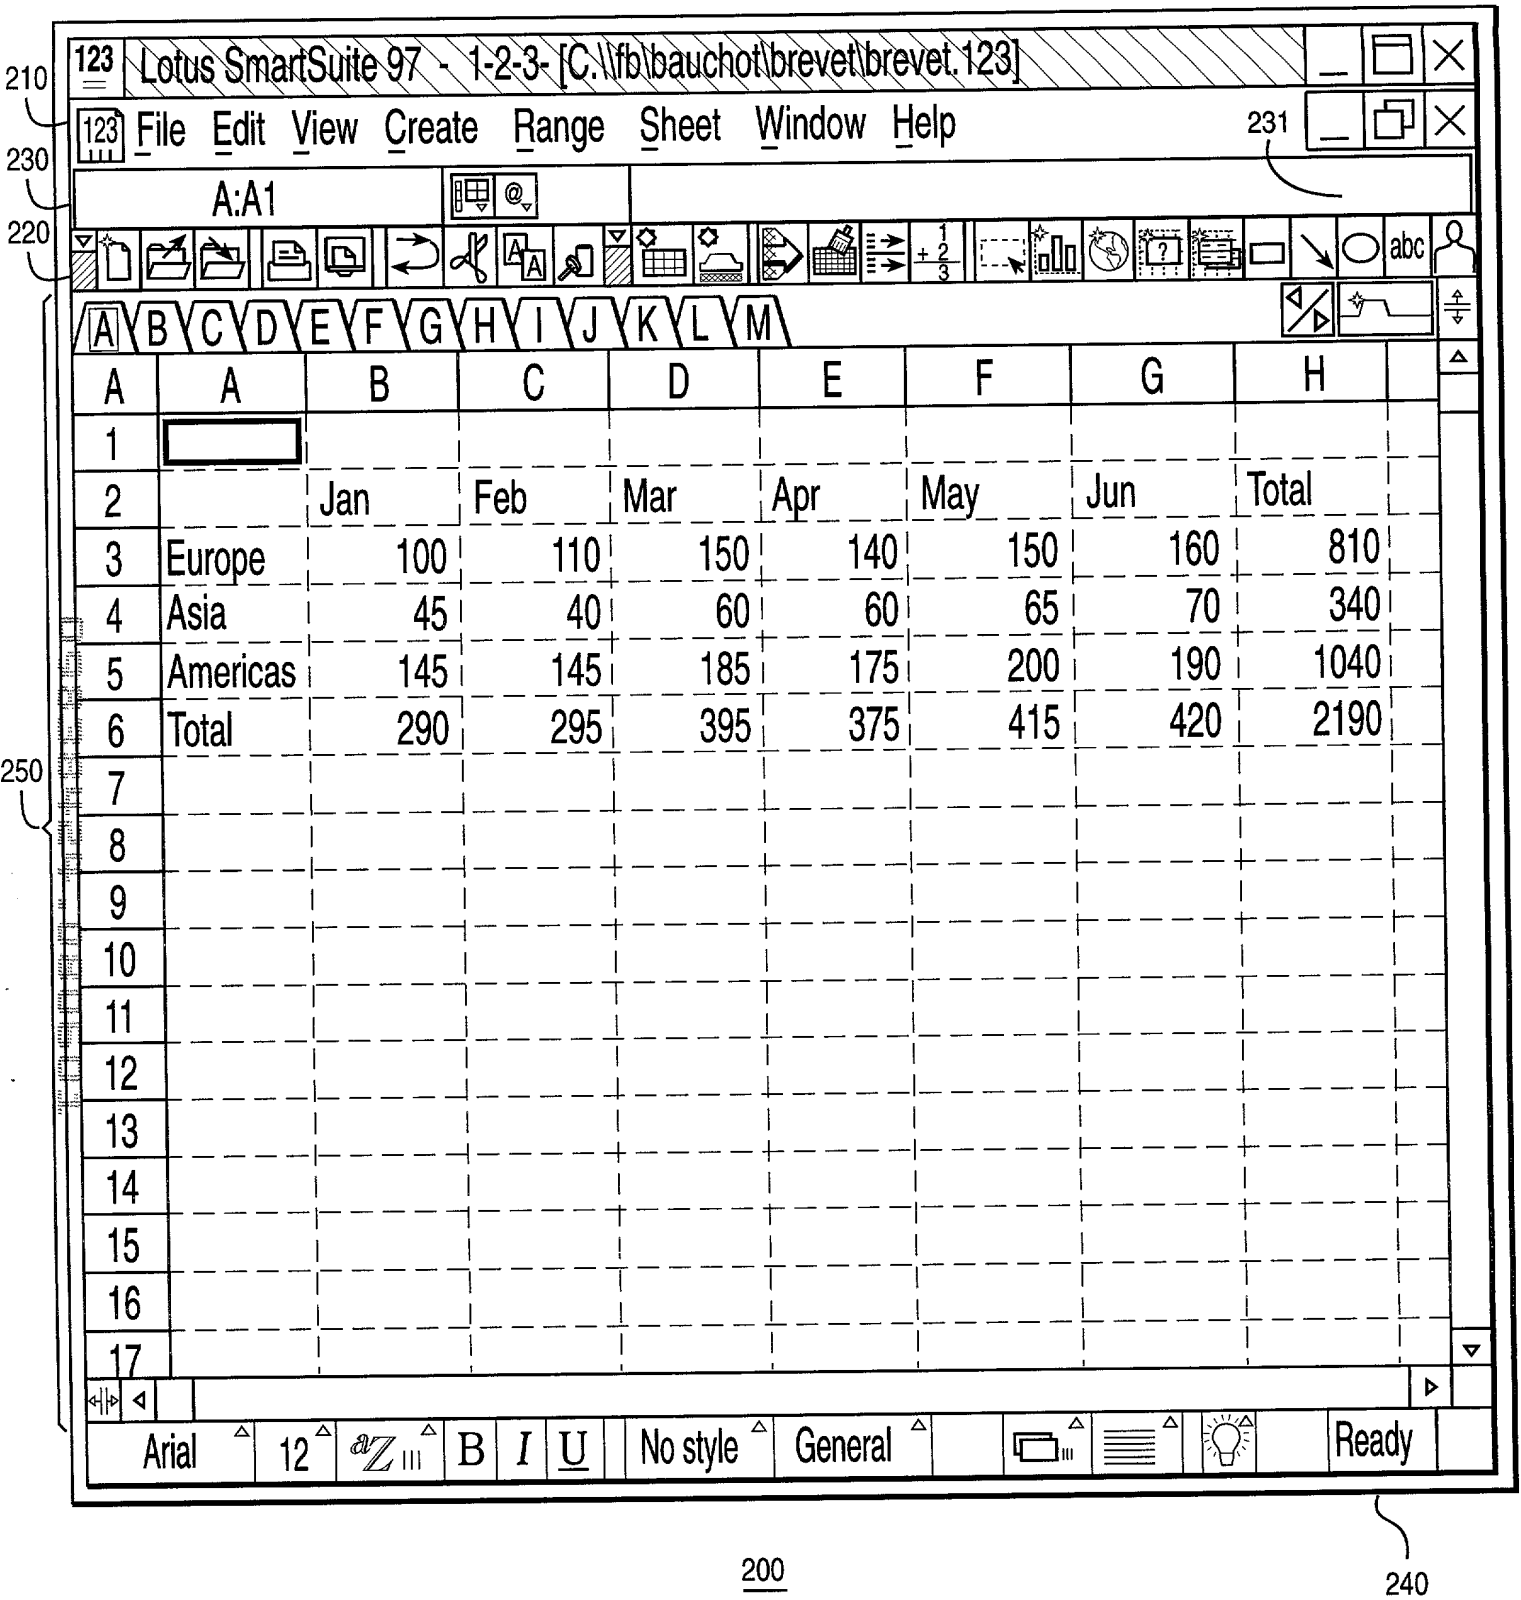 123 Lotus SmartSuite 97 - 1-2-3- [C.\\fb\bauchot\brevet\brevet.123]
210
123 File Edit View Create Range Sheet Window Help
231
230
A:A1 @
220
1 + 2 3 ? abc
A B C D E F G H I J K L M
A A B C D E F G H
1
2 Jan Feb Mar Apr May Jun Total
3 Europe 100 110 150 140 150 160 810
4 Asia 45 40 60 60 65 70 340
5 Americas 145 145 185 175 200 190 1040
6 Total 290 295 395 375 415 420 2190
250
7
8
9
10
11
12
13
14
15
16
17
Arial 12 aZ B I U No style General Ready
200
240